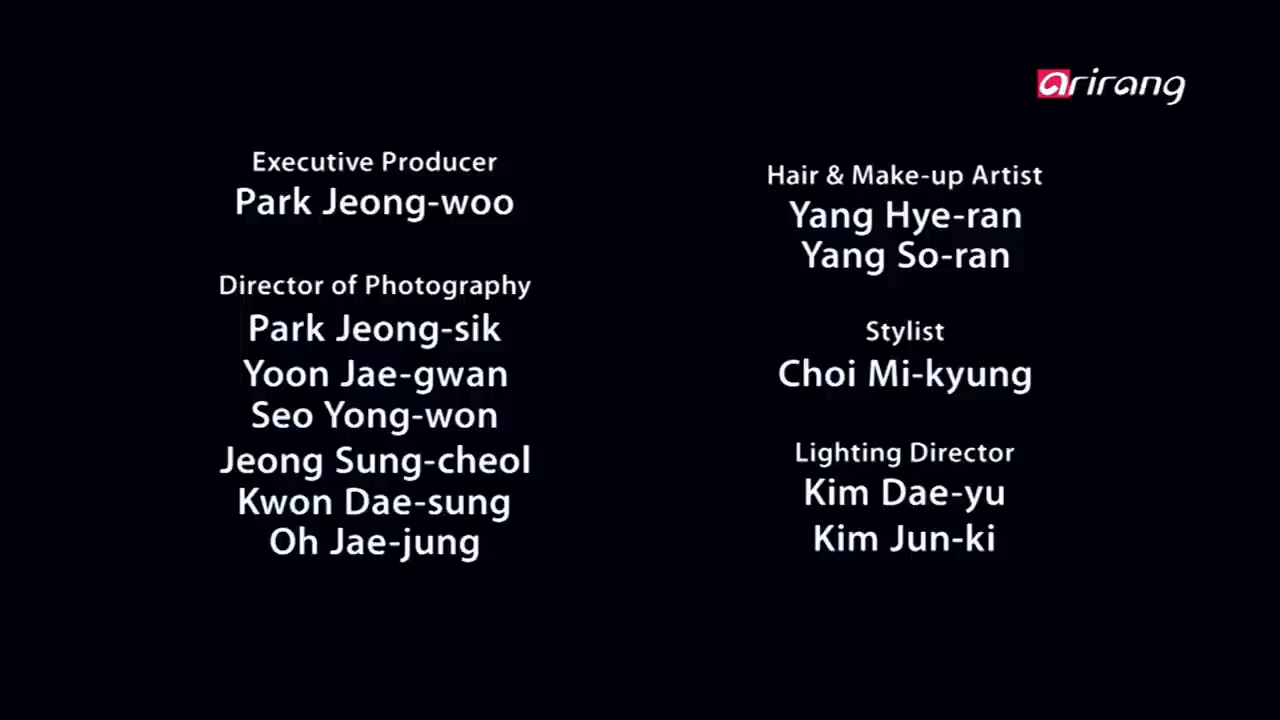 arirang
Executive Producer
Park Jeong-woo
Director of Photography
Park Jeong-sik
Yoon Jae-gwan
Seo Yong-won
Jeong Sung-cheol
Kwon Dae-sung
Oh Jae-jung
Hair & Make-up Artist
Yang Hye-ran
Yang So-ran
Stylist
Choi Mi-kyung
Lighting Director
Kim Dae-yu
Kim Jun-ki